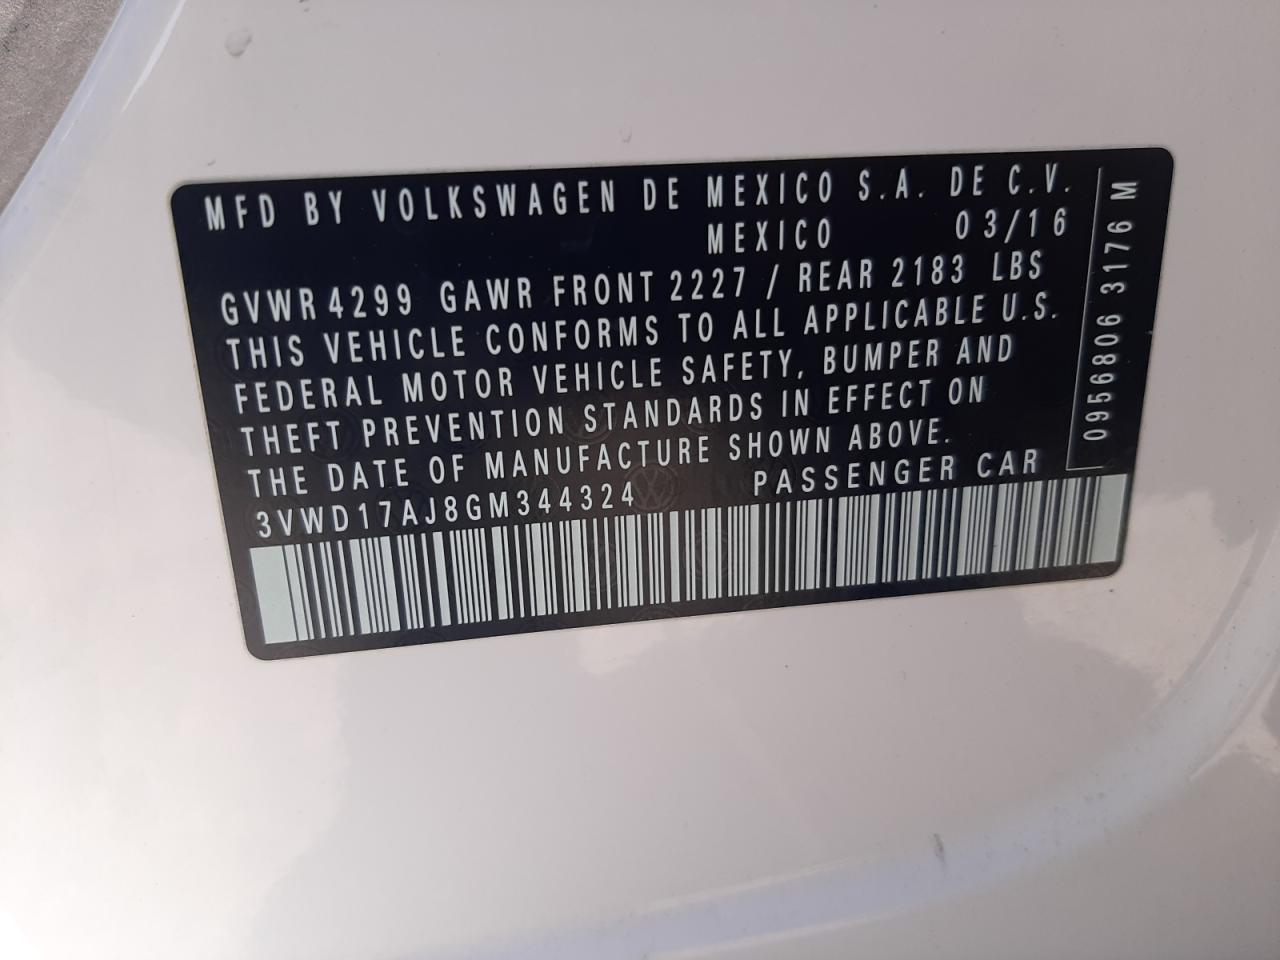 MFD BY VOLKSWAGEN DE MEXICO S.A. DE C.V.
MEXICO 03/16
GVWR 4299 GAWR FRONT 2227 / REAR 2183 LBS
THIS VEHICLE CONFORMS TO ALL APPLICABLE U.S.
FEDERAL MOTOR VEHICLE SAFETY, BUMPER AND
THEFT PREVENTION STANDARDS IN EFFECT ON
THE DATE OF MANUFACTURE SHOWN ABOVE.
3VWD17AJ8GM344324 PASSENGER CAR
0956806 3176 M